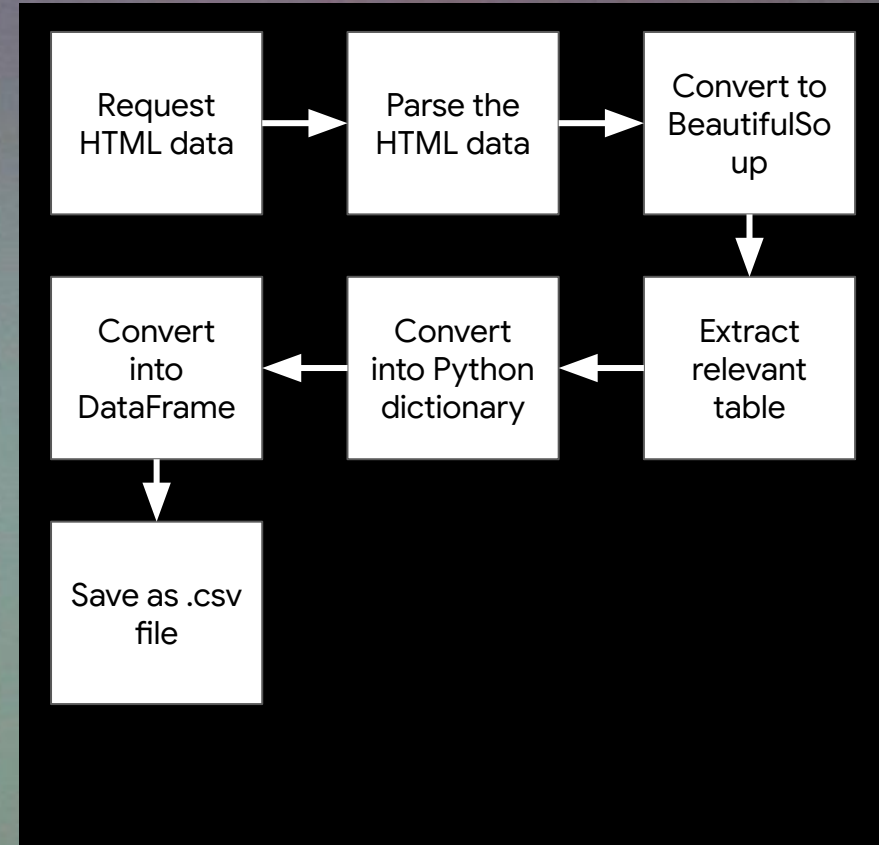 Request
HTML data
Parse the
HTML data
Convert to
BeautifulSo
up
Extract
relevant
table
Convert
into Python
dictionary
Convert
into
DataFrame
Save as .csv
file